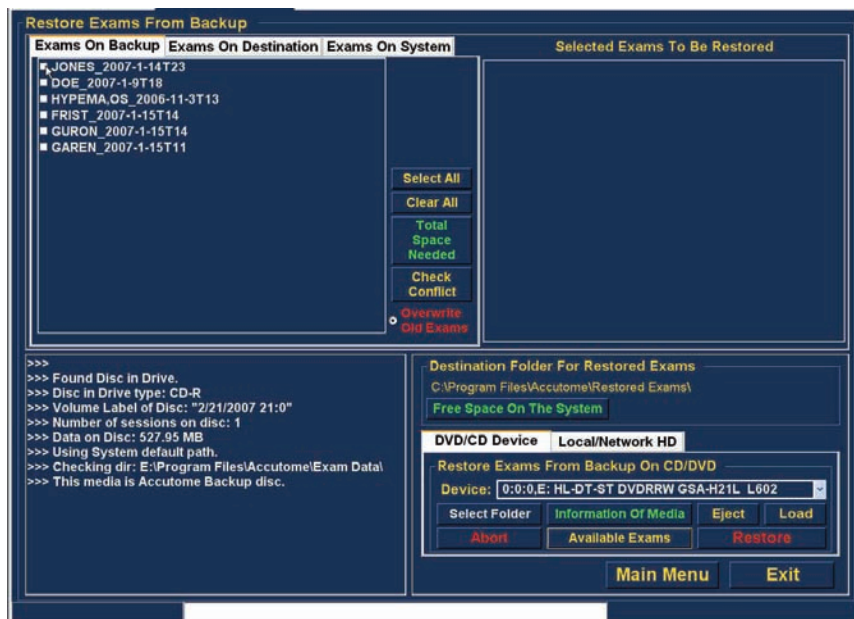 Restore Exams From Backup
Exams On Backup Exams On Destination Exams On System
Selected Exams To Be Restored
JONES_2007-1-14T23
DOE_2007-1-9T18
HYPEMA,OS_2006-11-3T13
FRIST_2007-1-15T14
GURON_2007-1-15T14
GAREN_2007-1-15T11
Select All
Clear All
Total
Space
Needed
Check
Conflict
Overwrite
Old Exams
>>>
>>> Found Disc in Drive.
>>> Disc in Drive type: CD-R
>>> Volume Label of Disc: "2/21/2007 21:0"
>>> Number of sessions on disc: 1
>>> Data on Disc: 527.95 MB
>>> Using System default path.
>>> Checking dir: E:\Program Files\Accutome\Exam Data\
>>> This media is Accutome Backup disc.
Destination Folder For Restored Exams
C:\Program Files\Accutome\Restored Exams\
Free Space On The System
DVD/CD Device Local/Network HD
Restore Exams From Backup On CD/DVD
Device: 0:0:0,E: HL-DT-ST DVDRRW GSA-H21L L602
Select Folder Information Of Media Eject Load
Abort Available Exams Restore
Main Menu Exit